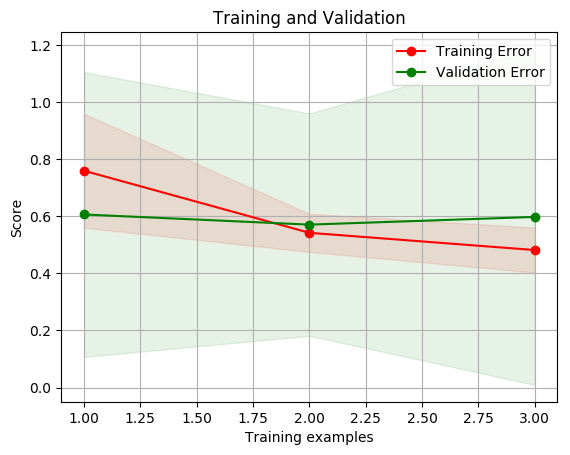 Training and Validation
Training Error
Validation Error
Score
1.2
1.0
0.8
0.6
0.4
0.2
0.0
1.00 1.25 1.50 1.75 2.00 2.25 2.50 2.75 3.00
Training examples